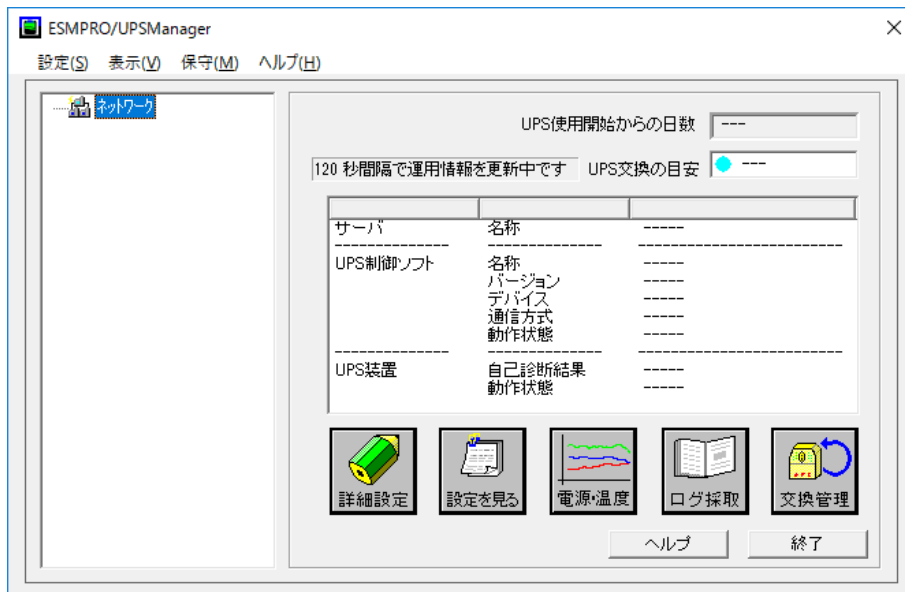 ESMPRO/UPSManager
設定(S) 表示(V) 保守(M) ヘルプ(H)
ネットワーク
UPS使用開始からの日数 ---
120 秒間隔で運用情報を更新中です UPS交換の目安 ---
サーバ 名称 -----
-------------- -------------- -------------------------
UPS制御ソフト 名称 -----
バージョン -----
デバイス -----
通信方式 -----
動作状態 -----
-------------- -------------- -------------------------
UPS装置 自己診断結果 -----
動作状態 -----
詳細設定 設定を見る 電源・温度 ログ採取 交換管理
ヘルプ 終了